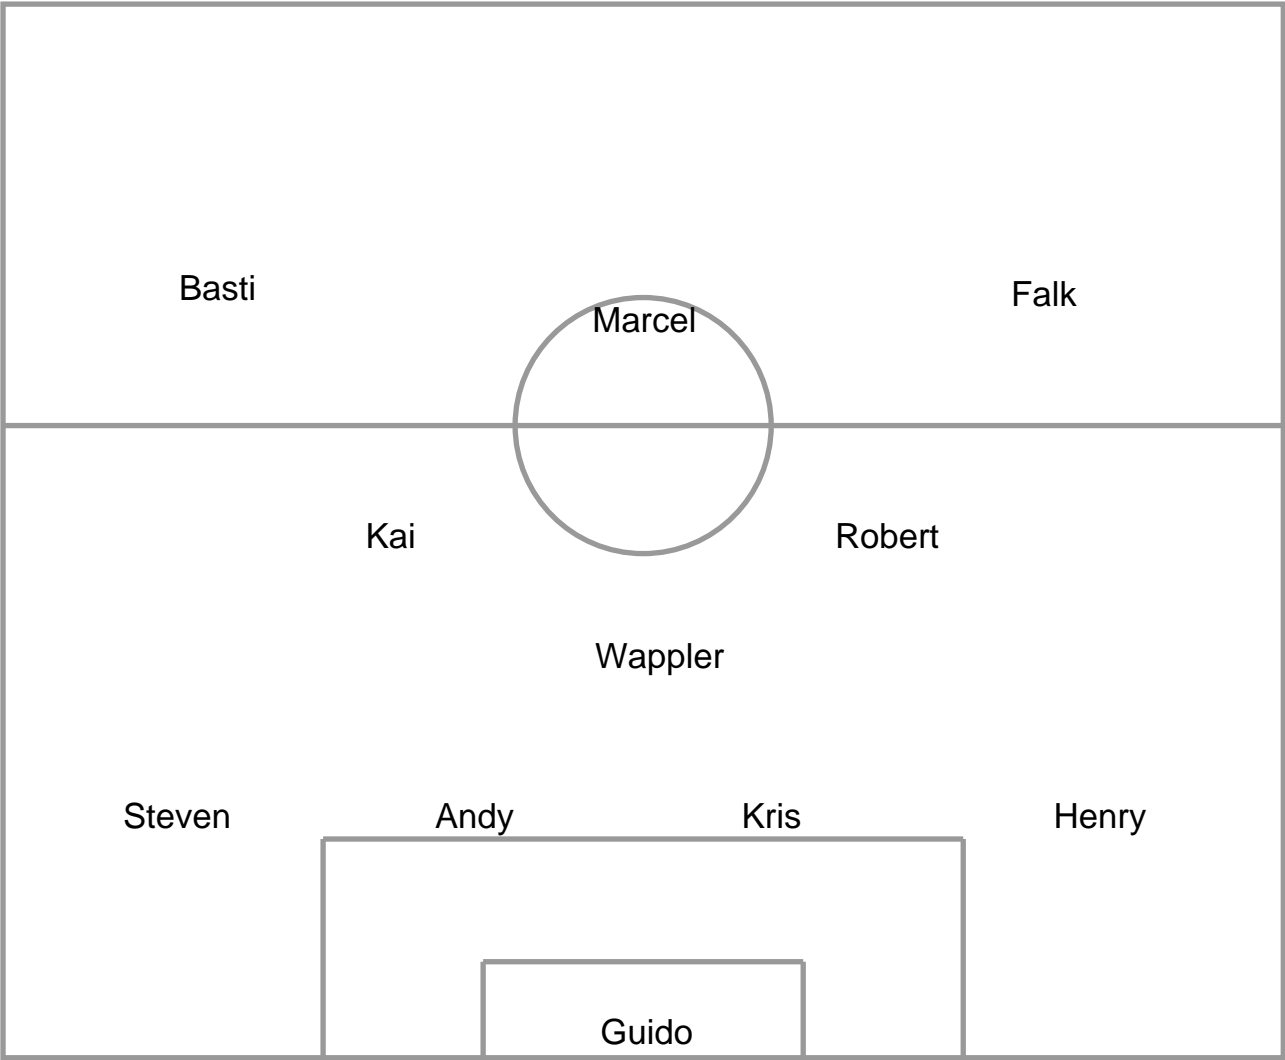 Basti
Falk
Marcel
Kai
Robert
Wappler
Steven
Andy
Kris
Henry
Guido